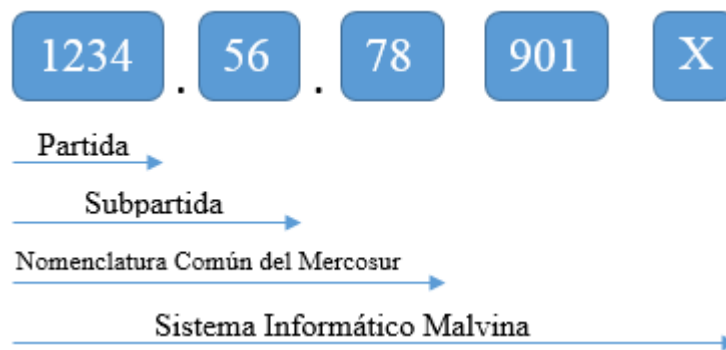 1234 . 56 . 78 901 X
Partida
Subpartida
Nomenclatura Común del Mercosur
Sistema Informático Malvina